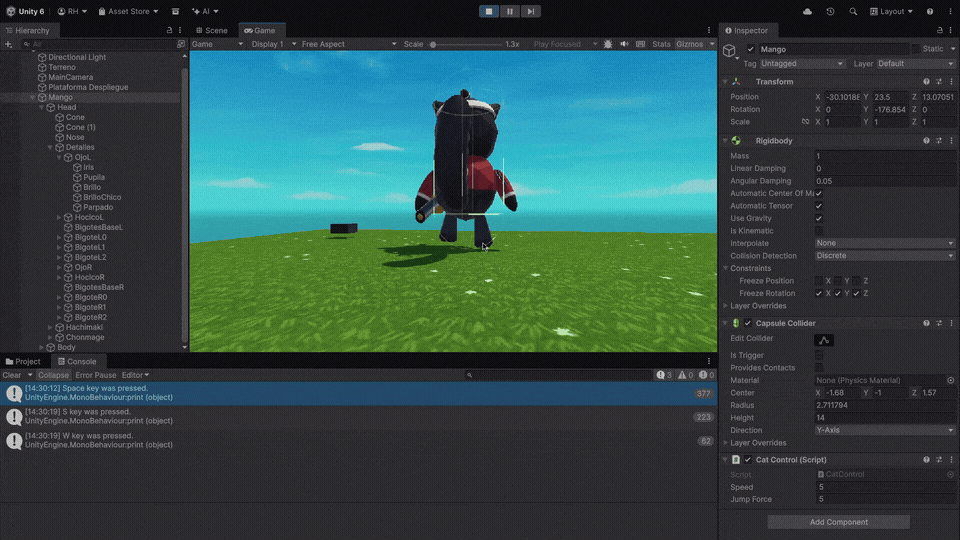 Unity 6 RH Asset Store AI Layout
Hierarchy
All
Directional Light
Terreno
MainCamera
Plataforma Despliegue
Mango
Head
Cone
Cone (1)
Nose
Detalles
OjoL
Iris
Pupila
Brillo
BrilloChico
Parpado
HocicoL
BigotesBaseL
BigoteL0
BigoteL1
BigoteL2
OjoR
HocicoR
BigotesBaseR
BigoteR0
BigoteR1
BigoteR2
Hachimaki
Chonmage
Body
Scene Game
Game Display 1 Free Aspect Scale 1.3x Play Focused Stats Gizmos
Project Console
Clear Collapse Error Pause Editor 3 0 0
[14:30:12] Space key was pressed.
UnityEngine.MonoBehaviour:print (object)
377
[14:30:19] S key was pressed.
UnityEngine.MonoBehaviour:print (object)
223
[14:30:19] W key was pressed.
UnityEngine.MonoBehaviour:print (object)
62
Inspector
Mango Static
Tag Untagged Layer Default
Transform
Position X -30.10188 Y 23.5 Z 13.07051
Rotation X 0 Y -176.854 Z 0
Scale X 1 Y 1 Z 1
Rigidbody
Mass 1
Linear Damping 0
Angular Damping 0.05
Automatic Center Of Ma
Automatic Tensor
Use Gravity
Is Kinematic
Interpolate None
Collision Detection Discrete
Constraints
Freeze Position X Y Z
Freeze Rotation X Y Z
Layer Overrides
Capsule Collider
Edit Collider
Is Trigger
Provides Contacts
Material None (Physics Material)
Center X -1.68 Y -1 Z 1.57
Radius 2.711794
Height 14
Direction Y-Axis
Layer Overrides
Cat Control (Script)
Script CatControl
Speed 5
Jump Force 5
Add Component